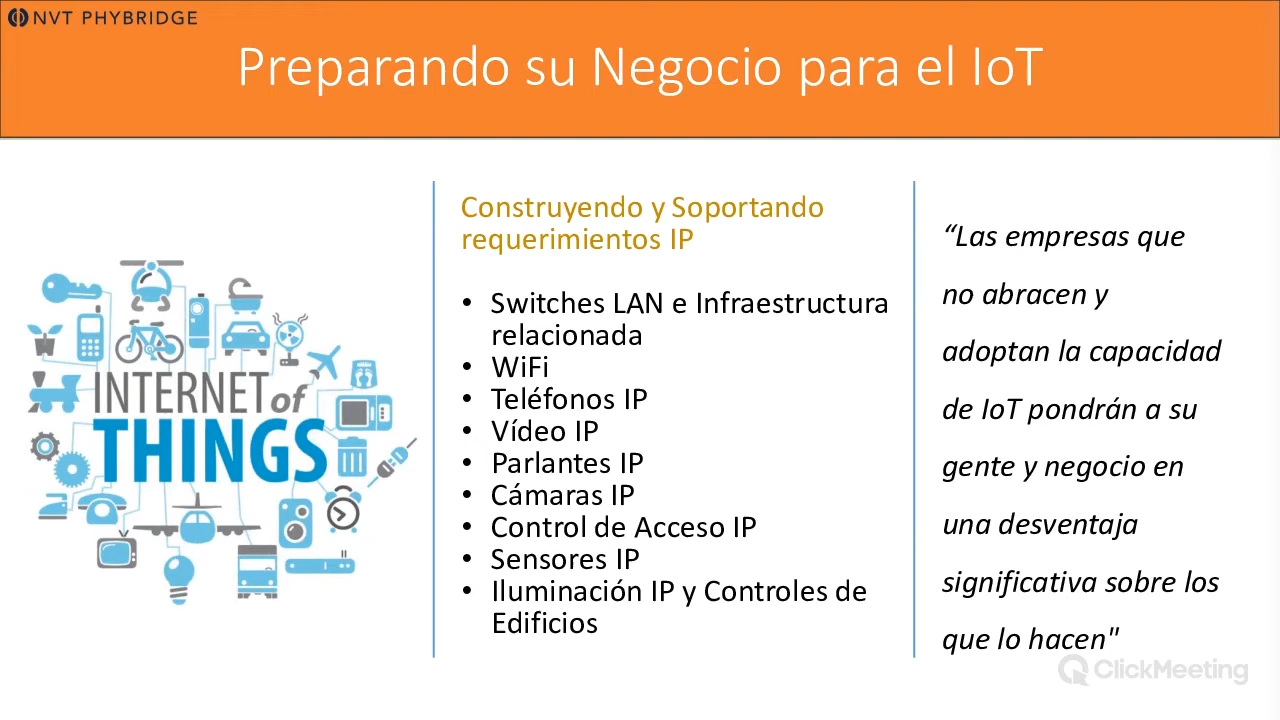 NVT PHYBRIDGE
Preparando su Negocio para el IoT
INTERNET of
THINGS
Construyendo y Soportando
requerimientos IP
• Switches LAN e Infraestructura
relacionada
• WiFi
• Teléfonos IP
• Vídeo IP
• Parlantes IP
• Cámaras IP
• Control de Acceso IP
• Sensores IP
• Iluminación IP y Controles de
Edificios
“Las empresas que
no abracen y
adoptan la capacidad
de IoT pondrán a su
gente y negocio en
una desventaja
significativa sobre los
que lo hacen"
ClickMeeting